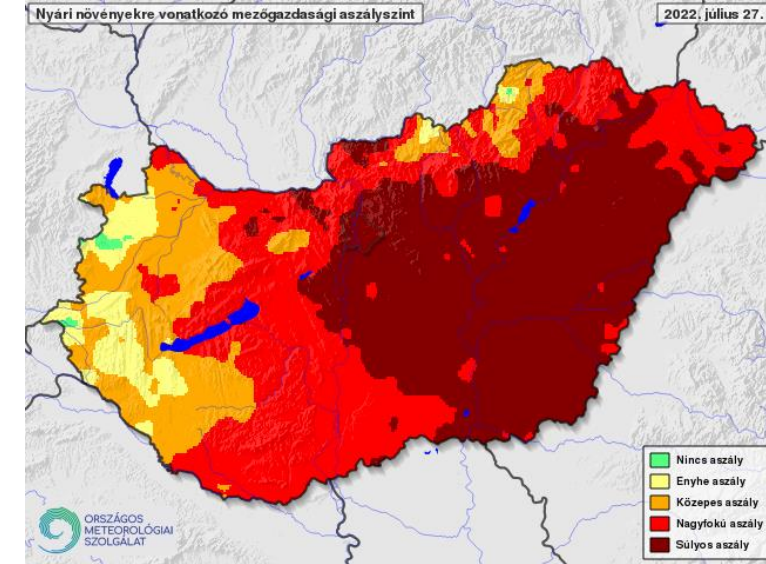 Nyári növényekre vonatkozó mezőgazdasági aszályszint
2022. július 27.
Nincs aszály
Enyhe aszály
Közepes aszály
Nagyfokú aszály
Súlyos aszály
ORSZÁGOS
METEOROLÓGIAI
SZOLGÁLAT